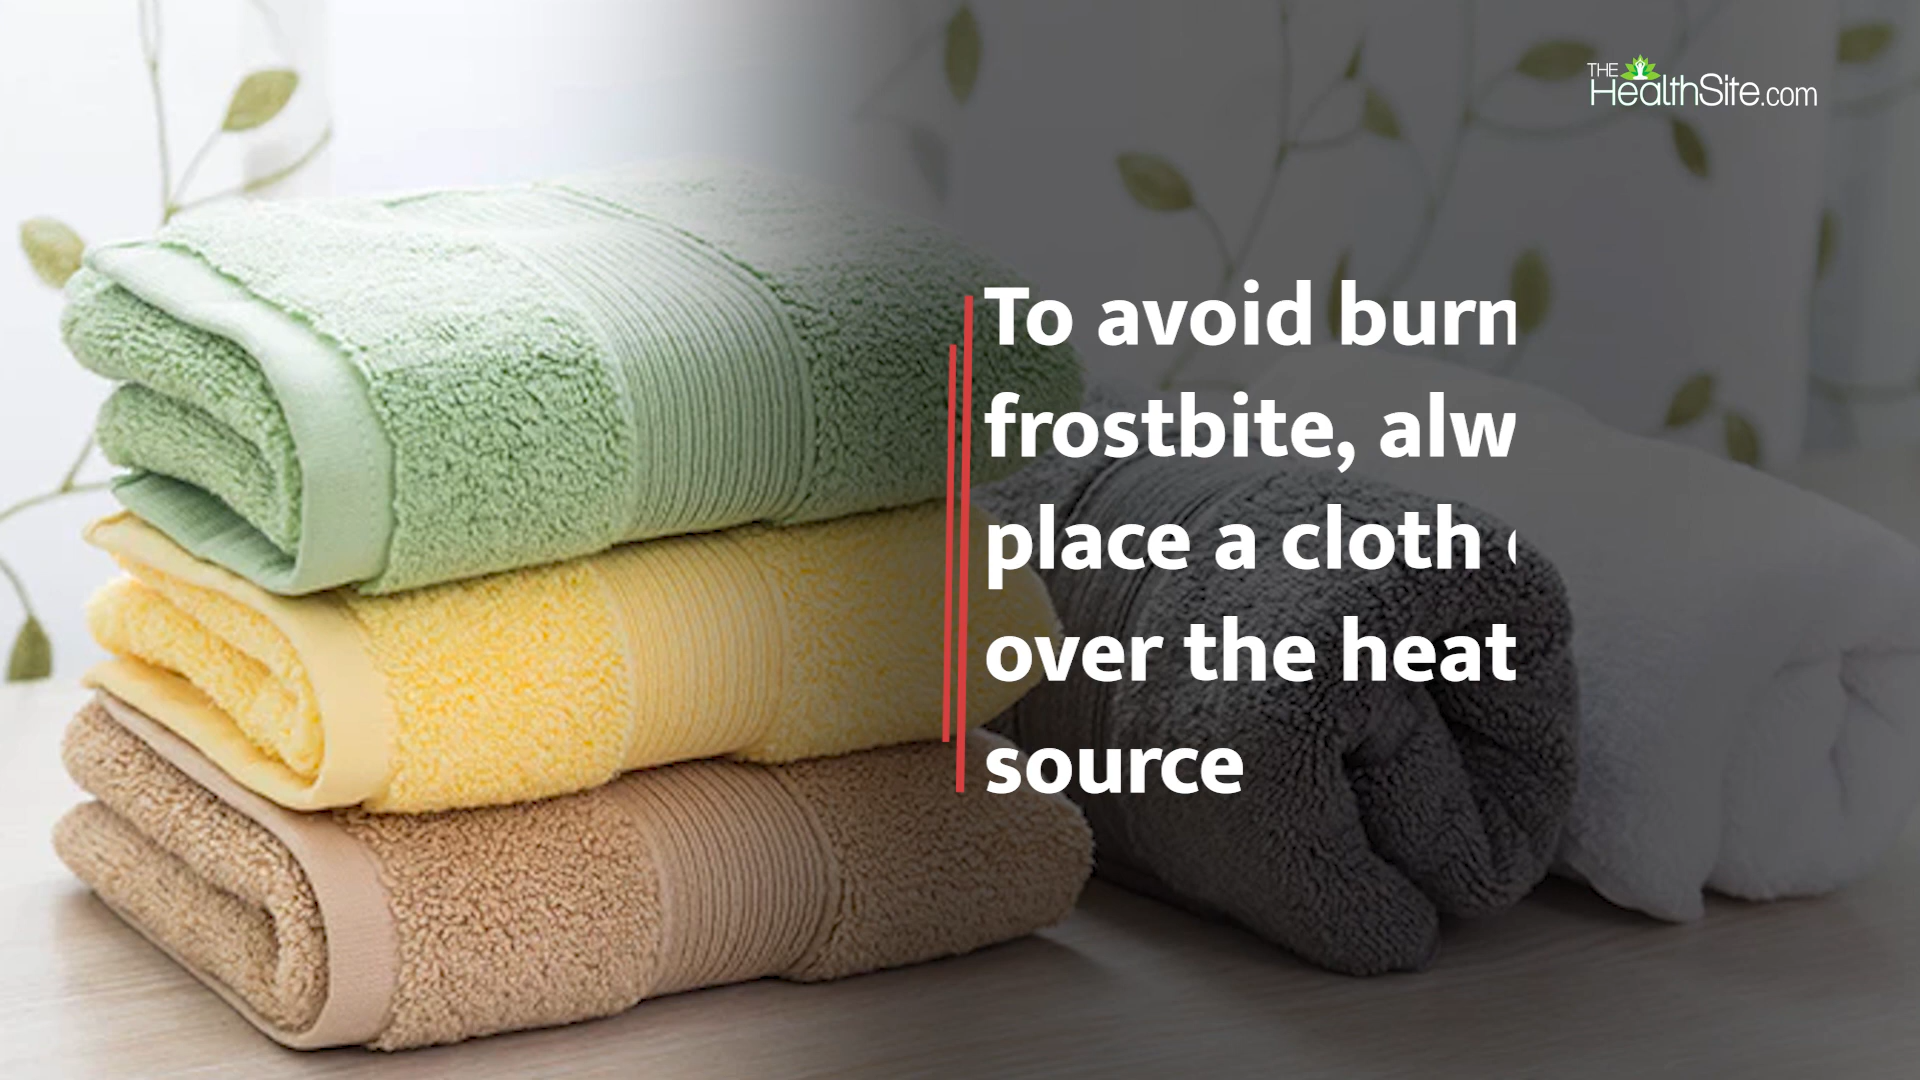 THE
HealthSite.com
To avoid burn
frostbite, alw
place a cloth
over the heat
source